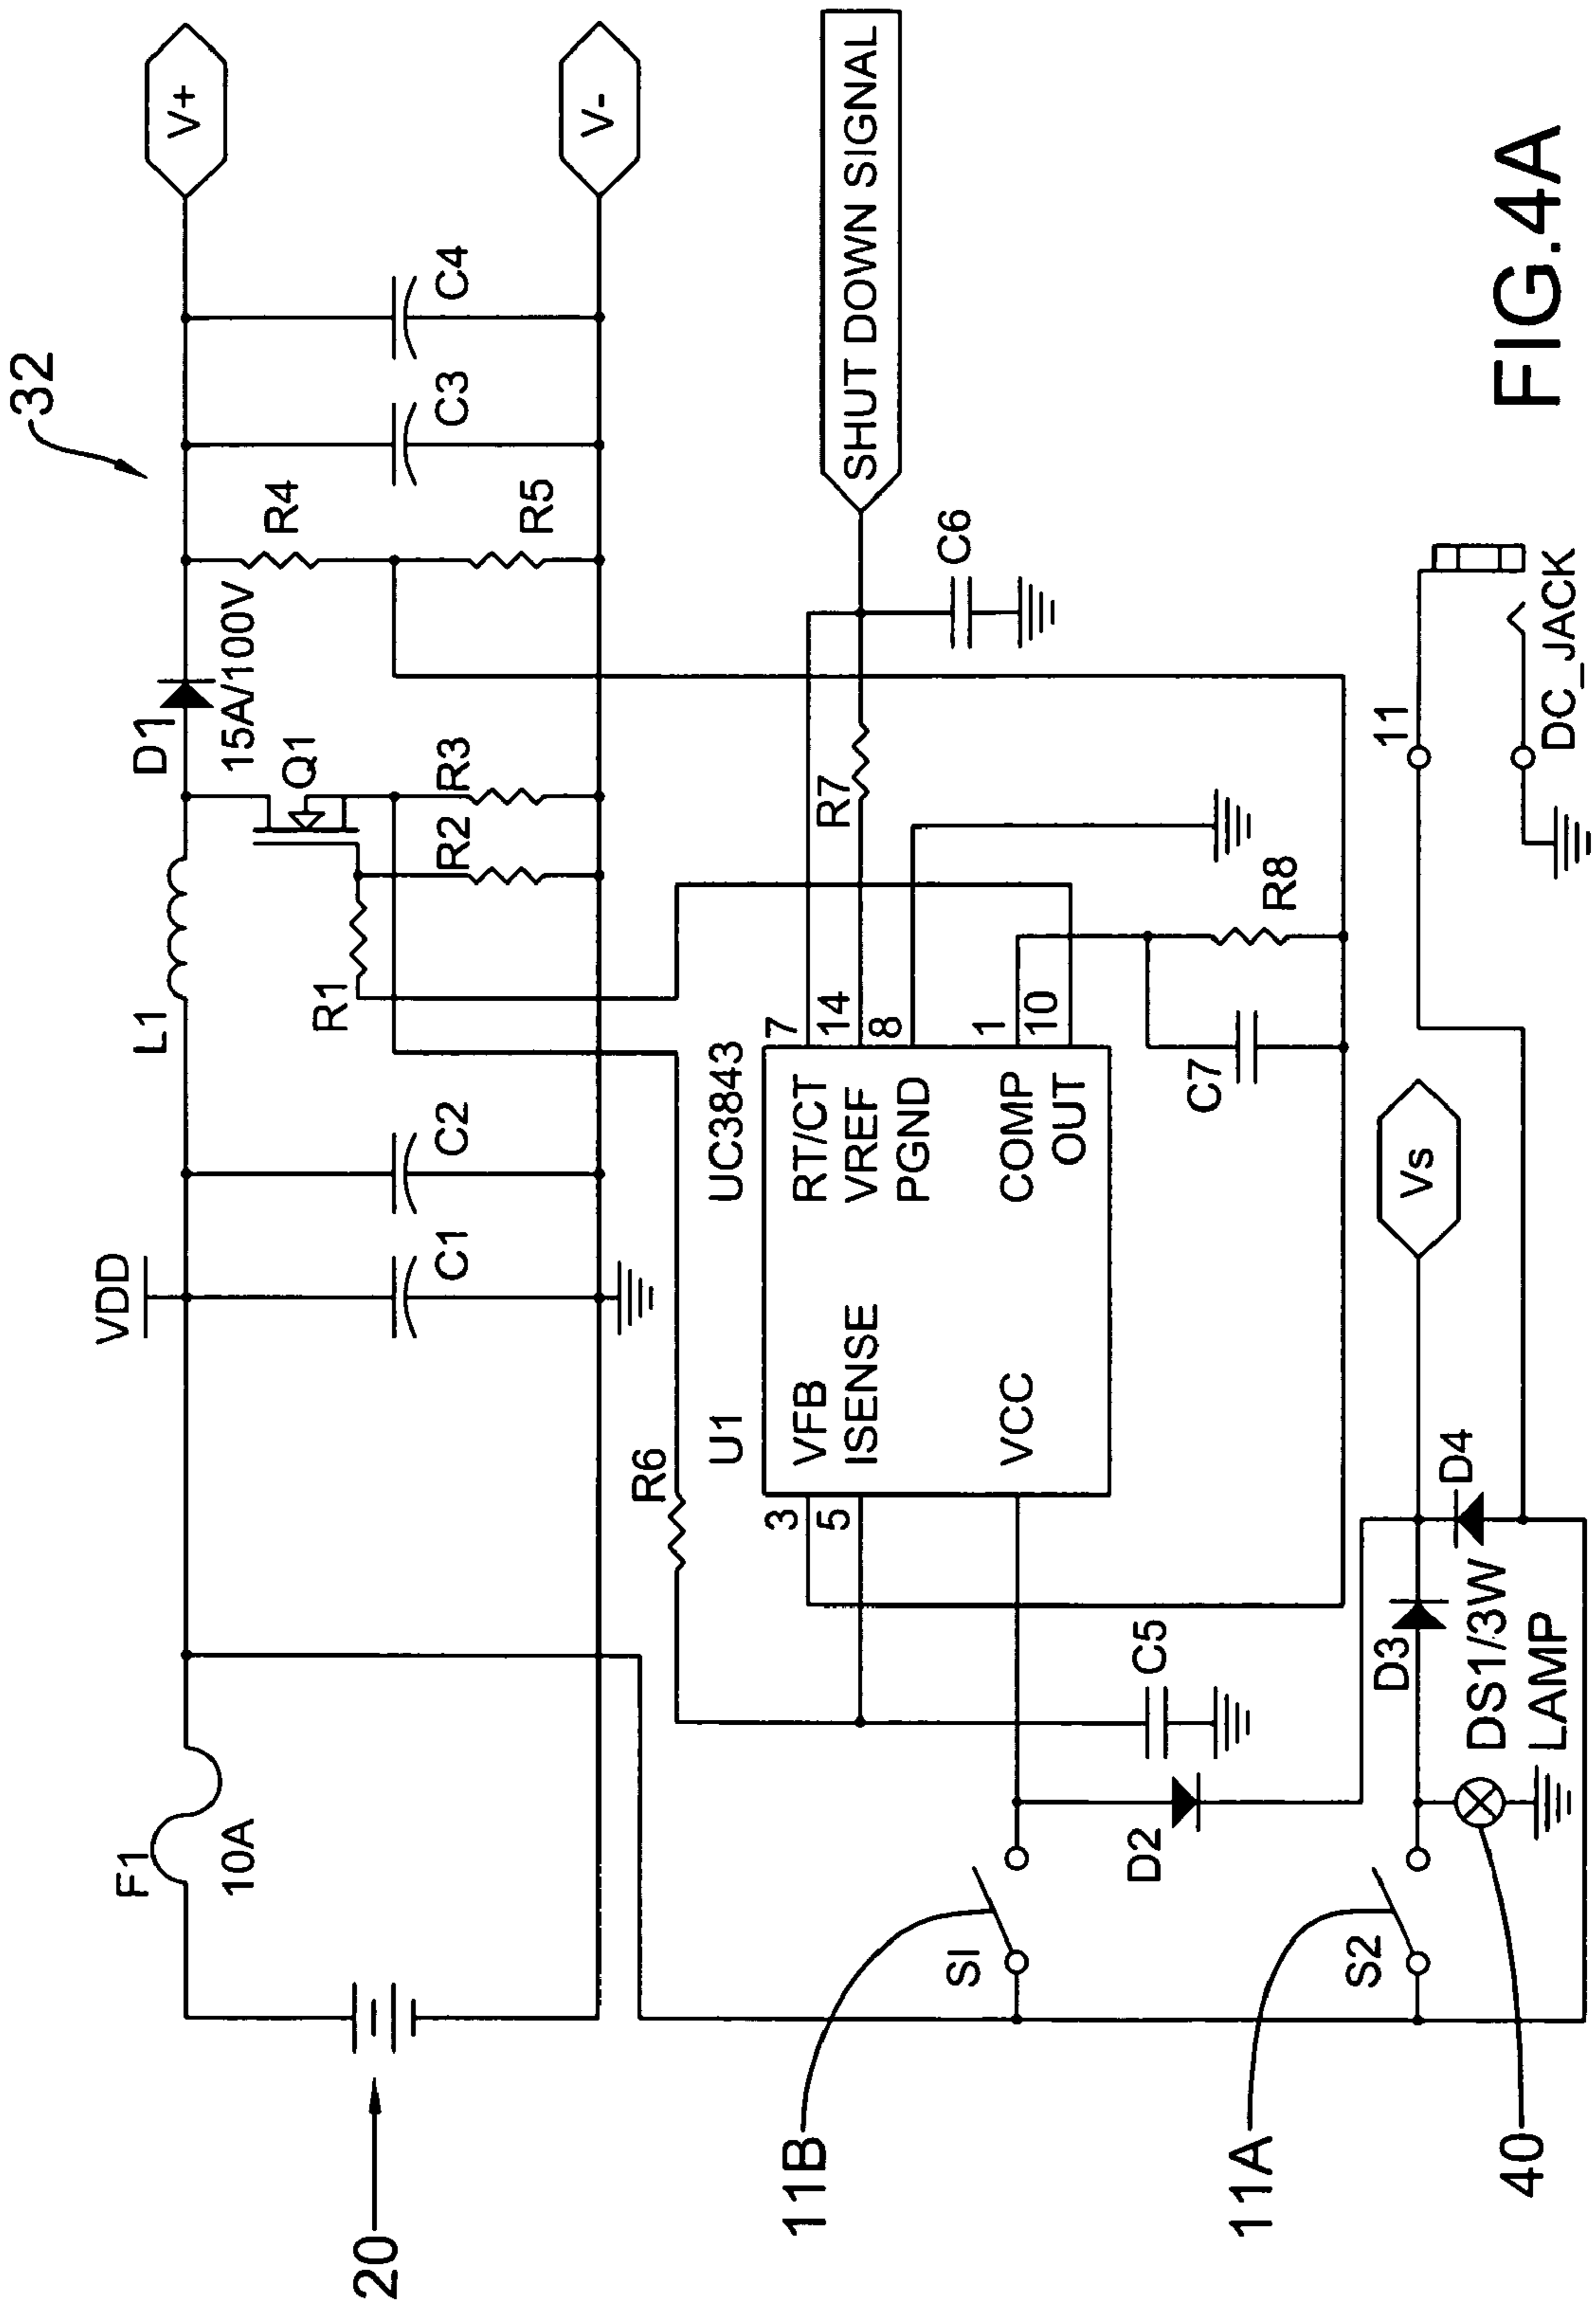 32
VDD
L1
D1
15A/100V
V+
F1
10A
Q1
R4
R1
R2
R3
C1
C2
R5
C3
C4
20
V-
R6
U1
UC3843
R7
SHUT DOWN SIGNAL
3
VFB
RT/CT
7
5
ISENSE
VREF
14
PGND
8
C6
VCC
COMP
1
OUT
10
11B
SI
D2
C5
C7
R8
11A
S2
D3
Vs
11
D4
DS1/3W
LAMP
DC_JACK
40
FIG.4A